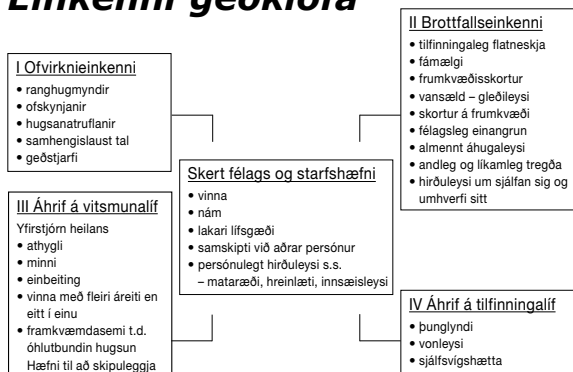 Einkenni geðklofa
I Ofvirknieinkenni
• ranghugmyndir
• ofskynjanir
• hugsanatruflanir
• samhengislaust tal
• geðstjarfi
II Brottfallseinkenni
• tilfinningaleg flatneskja
• fámælgi
• frumkvæðisskortur
• vansæld – gleðileysi
• skortur á frumkvæði
• félagsleg einangrun
• almennt áhugaleysi
• andleg og líkamleg tregða
• hirðuleysi um sjálfan sig og
umhverfi sitt
Skert félags og starfshæfni
• vinna
• nám
• lakari lífsgæði
• samskipti við aðrar persónur
• persónulegt hirðuleysi s.s.
– mataræði, hreinlæti, innsæisleysi
III Áhrif á vitsmunalíf
Yfirstjórn heilans
• athygli
• minni
• einbeiting
• vinna með fleiri áreiti en
eitt í einu
• framkvæmdasemi t.d.
óhlutbundin hugsun
Hæfni til að skipuleggja
IV Áhrif á tilfinningalíf
• þunglyndi
• vonleysi
• sjálfsvígshætta